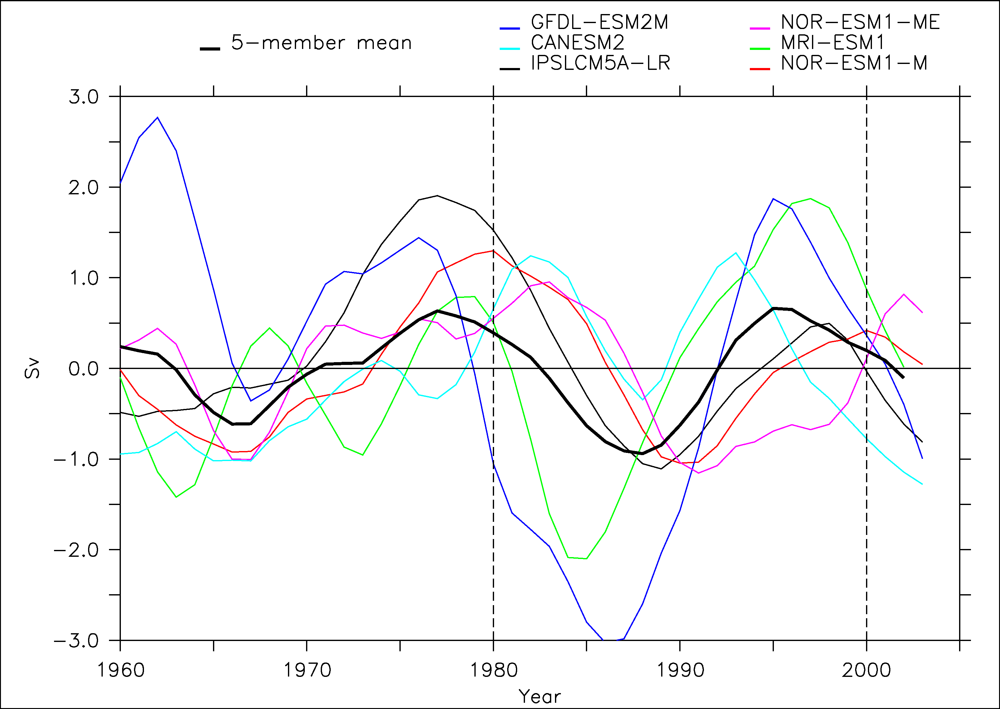 5-member mean
GFDL-ESM2M
CANESM2
IPSLCM5A-LR
NOR-ESM1-ME
MRI-ESM1
NOR-ESM1-M
3.0
2.0
1.0
0.0
-1.0
-2.0
-3.0
Sv
1960 1970 1980 1990 2000
Year